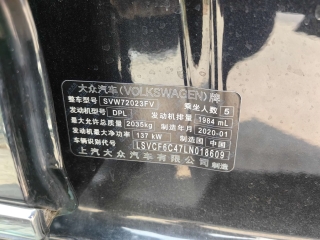 大众汽车(VOLKSWAGEN)牌
整车型号 SVW72023FV 乘坐人数 5
发动机型号 DPL 发动机排量 1984 mL
最大允许总质量 2035kg 制造年月 2020-01
发动机最大净功率 137 kW 制造国 中国
车辆识别代号 LSVCF6C47LN018609
上汽大众汽车有限公司 制造